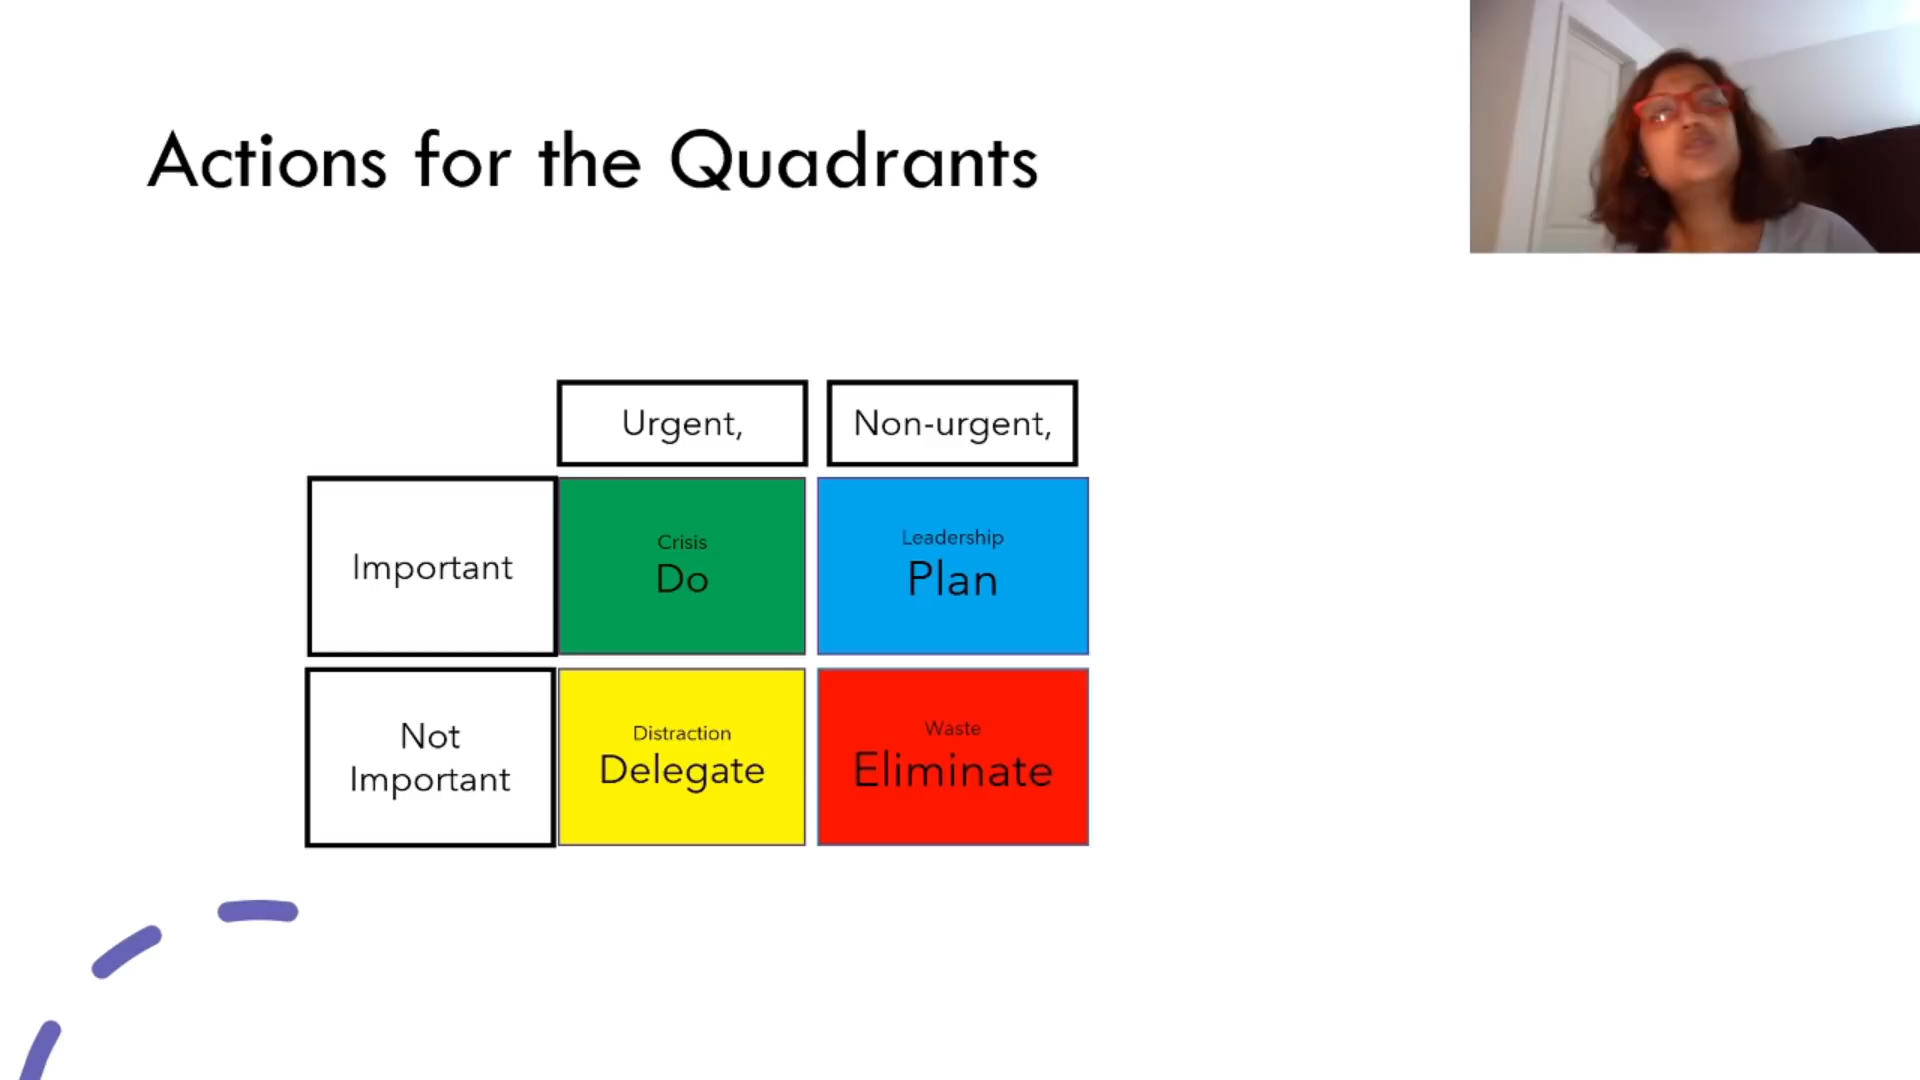 Actions for the Quadrants
Urgent,
Non-urgent,
Important
Crisis
Do
Leadership
Plan
Not
Important
Distraction
Delegate
Waste
Eliminate